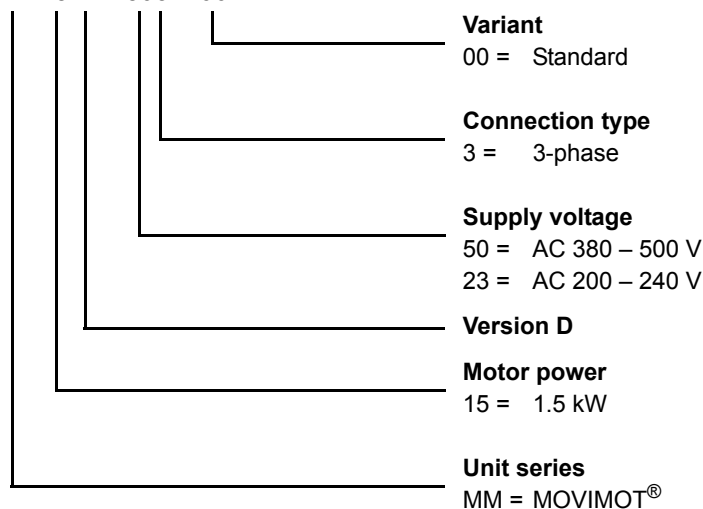 Variant
00 = Standard
Connection type
3 = 3-phase
Supply voltage
50 = AC 380 – 500 V
23 = AC 200 – 240 V
Version D
Motor power
15 = 1.5 kW
Unit series
MM = MOVIMOT®